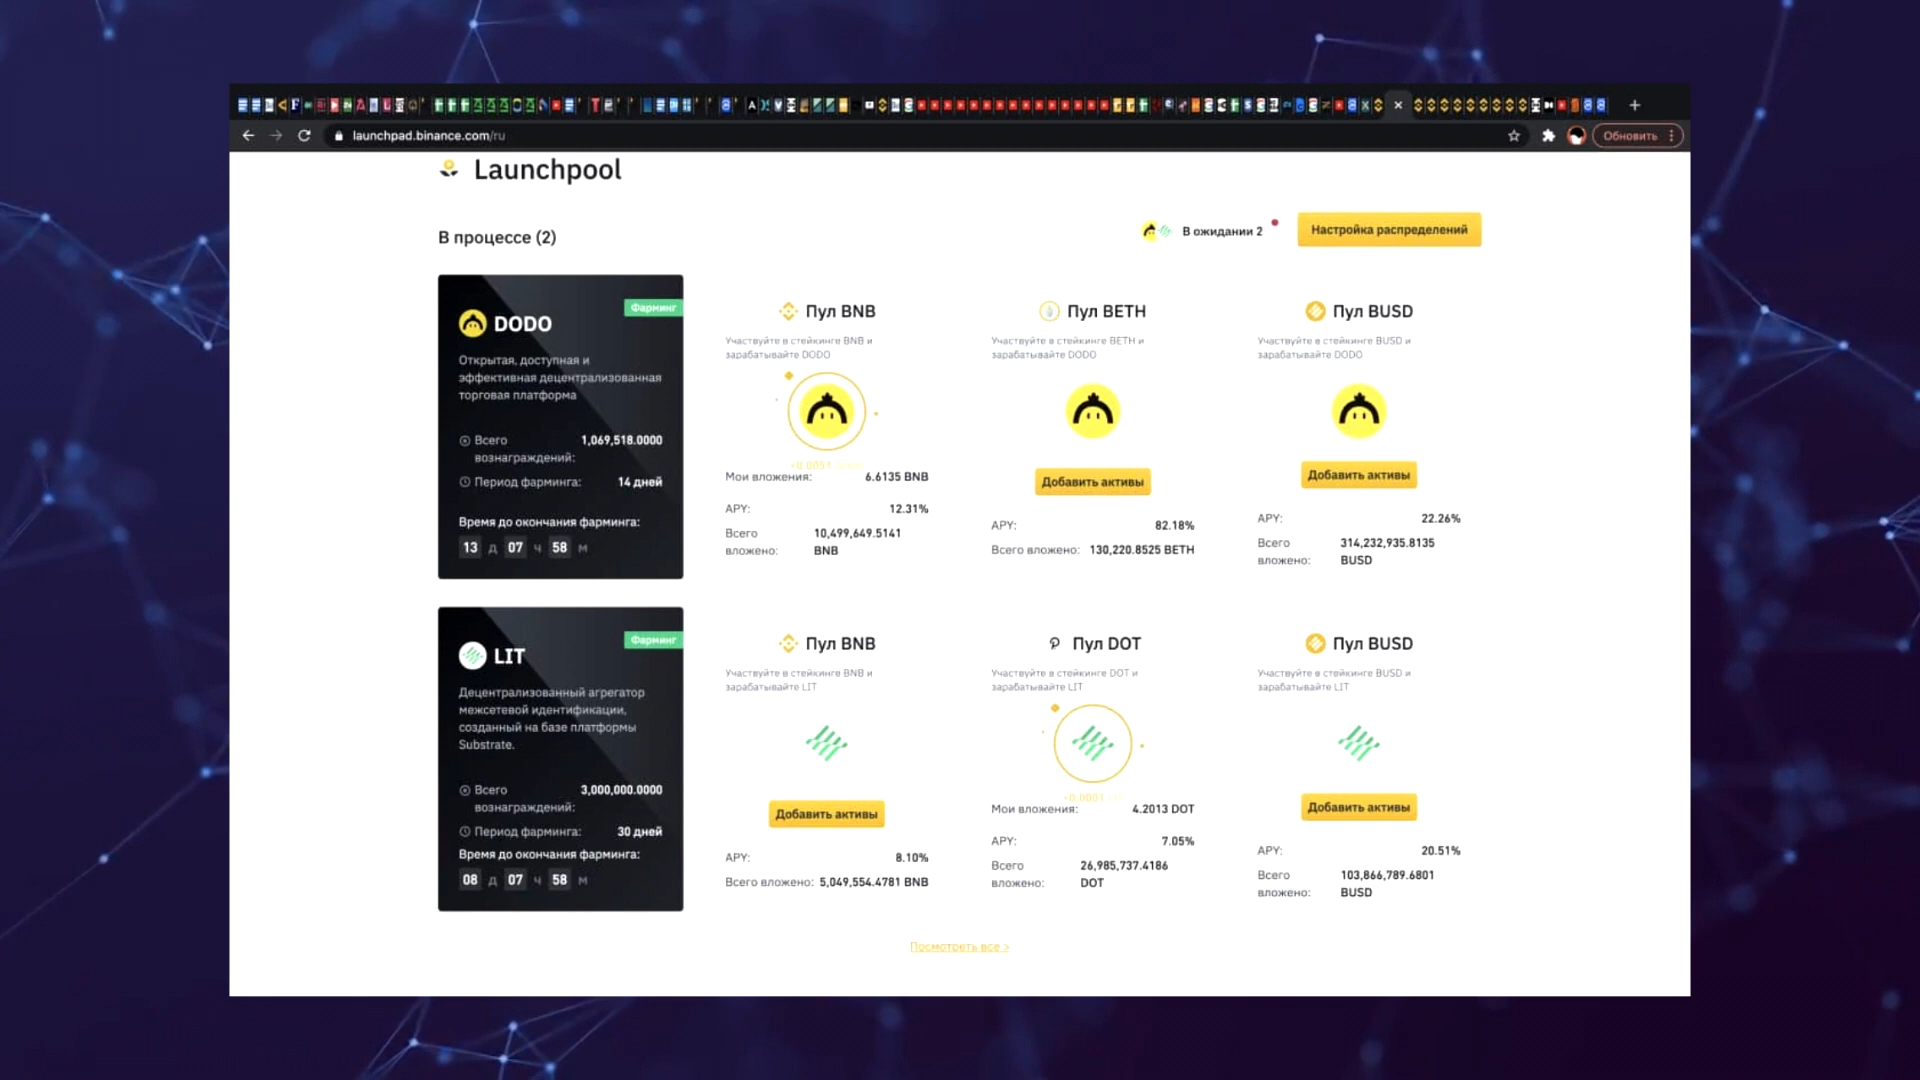 launchpad.binance.com/ru
Обновить
Launchpool
В процессе (2)
В ожидании 2
Настройка распределений
Фарминг
DODO
Открытая, доступная и
эффективная децентрализованная
торговая платформа
Всего
вознаграждений:
1,069,518.0000
Период фарминга:
14 дней
Время до окончания фарминга:
13 д 07 ч 58 м
Пул BNB
Участвуйте в стейкинге BNB и
зарабатывайте DODO
+0.0051
Мои вложения:
6.6135 BNB
APY:
12.31%
Всего
вложено:
10,499,649.5141
BNB
Пул BETH
Участвуйте в стейкинге BETH и
зарабатывайте DODO
Добавить активы
APY:
82.18%
Всего вложено:
130,220.8525 BETH
Пул BUSD
Участвуйте в стейкинге BUSD и
зарабатывайте DODO
Добавить активы
APY:
22.26%
Всего
вложено:
314,232,935.8135
BUSD
Фарминг
LIT
Децентрализованный агрегатор
межсетевой идентификации,
созданный на базе платформы
Substrate.
Всего
вознаграждений:
3,000,000.0000
Период фарминга:
30 дней
Время до окончания фарминга:
08 д 07 ч 58 м
Пул BNB
Участвуйте в стейкинге BNB и
зарабатывайте LIT
Добавить активы
APY:
8.10%
Всего вложено:
5,049,554.4781 BNB
Пул DOT
Участвуйте в стейкинге DOT и
зарабатывайте LIT
+0.0001
Мои вложения:
4.2013 DOT
APY:
7.05%
Всего
вложено:
26,985,737.4186
DOT
Пул BUSD
Участвуйте в стейкинге BUSD и
зарабатывайте LIT
Добавить активы
APY:
20.51%
Всего
вложено:
103,866,789.6801
BUSD
Посмотреть все >